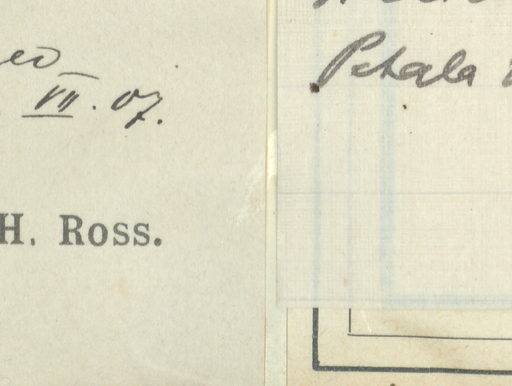 VII. 07.
H. Ross.
Petala